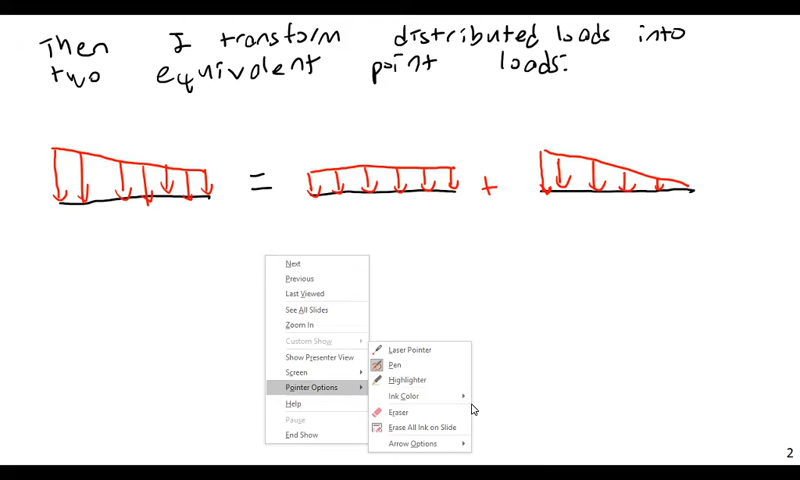 Then I transform distributed loads into
two equivalent point loads:
=
+
Next
Previous
Last Viewed
See All Slides
Zoom In
Custom Show
Show Presenter View
Screen
Pointer Options
Help
Pause
End Show
Laser Pointer
Pen
Highlighter
Ink Color
Eraser
Erase All Ink on Slide
Arrow Options
2